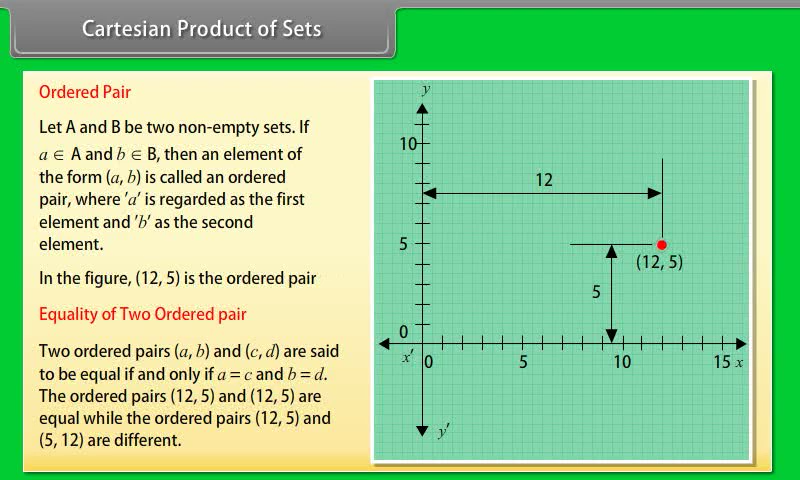 Cartesian Product of Sets
Ordered Pair
Let A and B be two non-empty sets. If
a ∈ A and b ∈ B, then an element of
the form (a, b) is called an ordered
pair, where 'a' is regarded as the first
element and 'b' as the second
element.
In the figure, (12, 5) is the ordered pair
Equality of Two Ordered pair
Two ordered pairs (a, b) and (c, d) are said
to be equal if and only if a = c and b = d.
The ordered pairs (12, 5) and (12, 5) are
equal while the ordered pairs (12, 5) and
(5, 12) are different.
y
10
12
5
(12, 5)
5
0
x' 0 5 10 15 x
y'